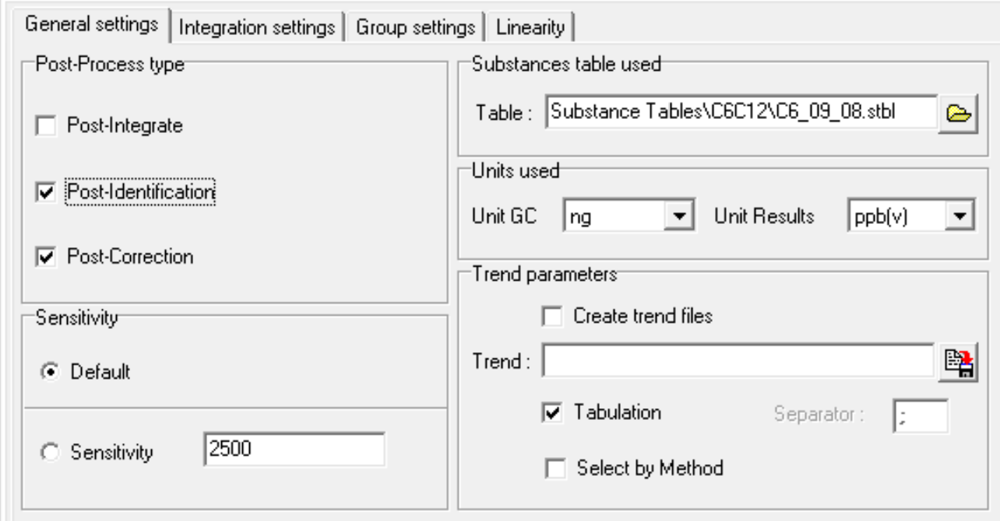 General settings
Integration settings
Group settings
Linearity
Post-Process type
Post-Integrate
Post-Identification
Post-Correction
Sensitivity
Default
Sensitivity
2500
Substances table used
Table :
Substance Tables\C6C12\C6_09_08.stbl
Units used
Unit GC
ng
Unit Results
ppb(v)
Trend parameters
Create trend files
Trend :
Tabulation
Separator :
;
Select by Method